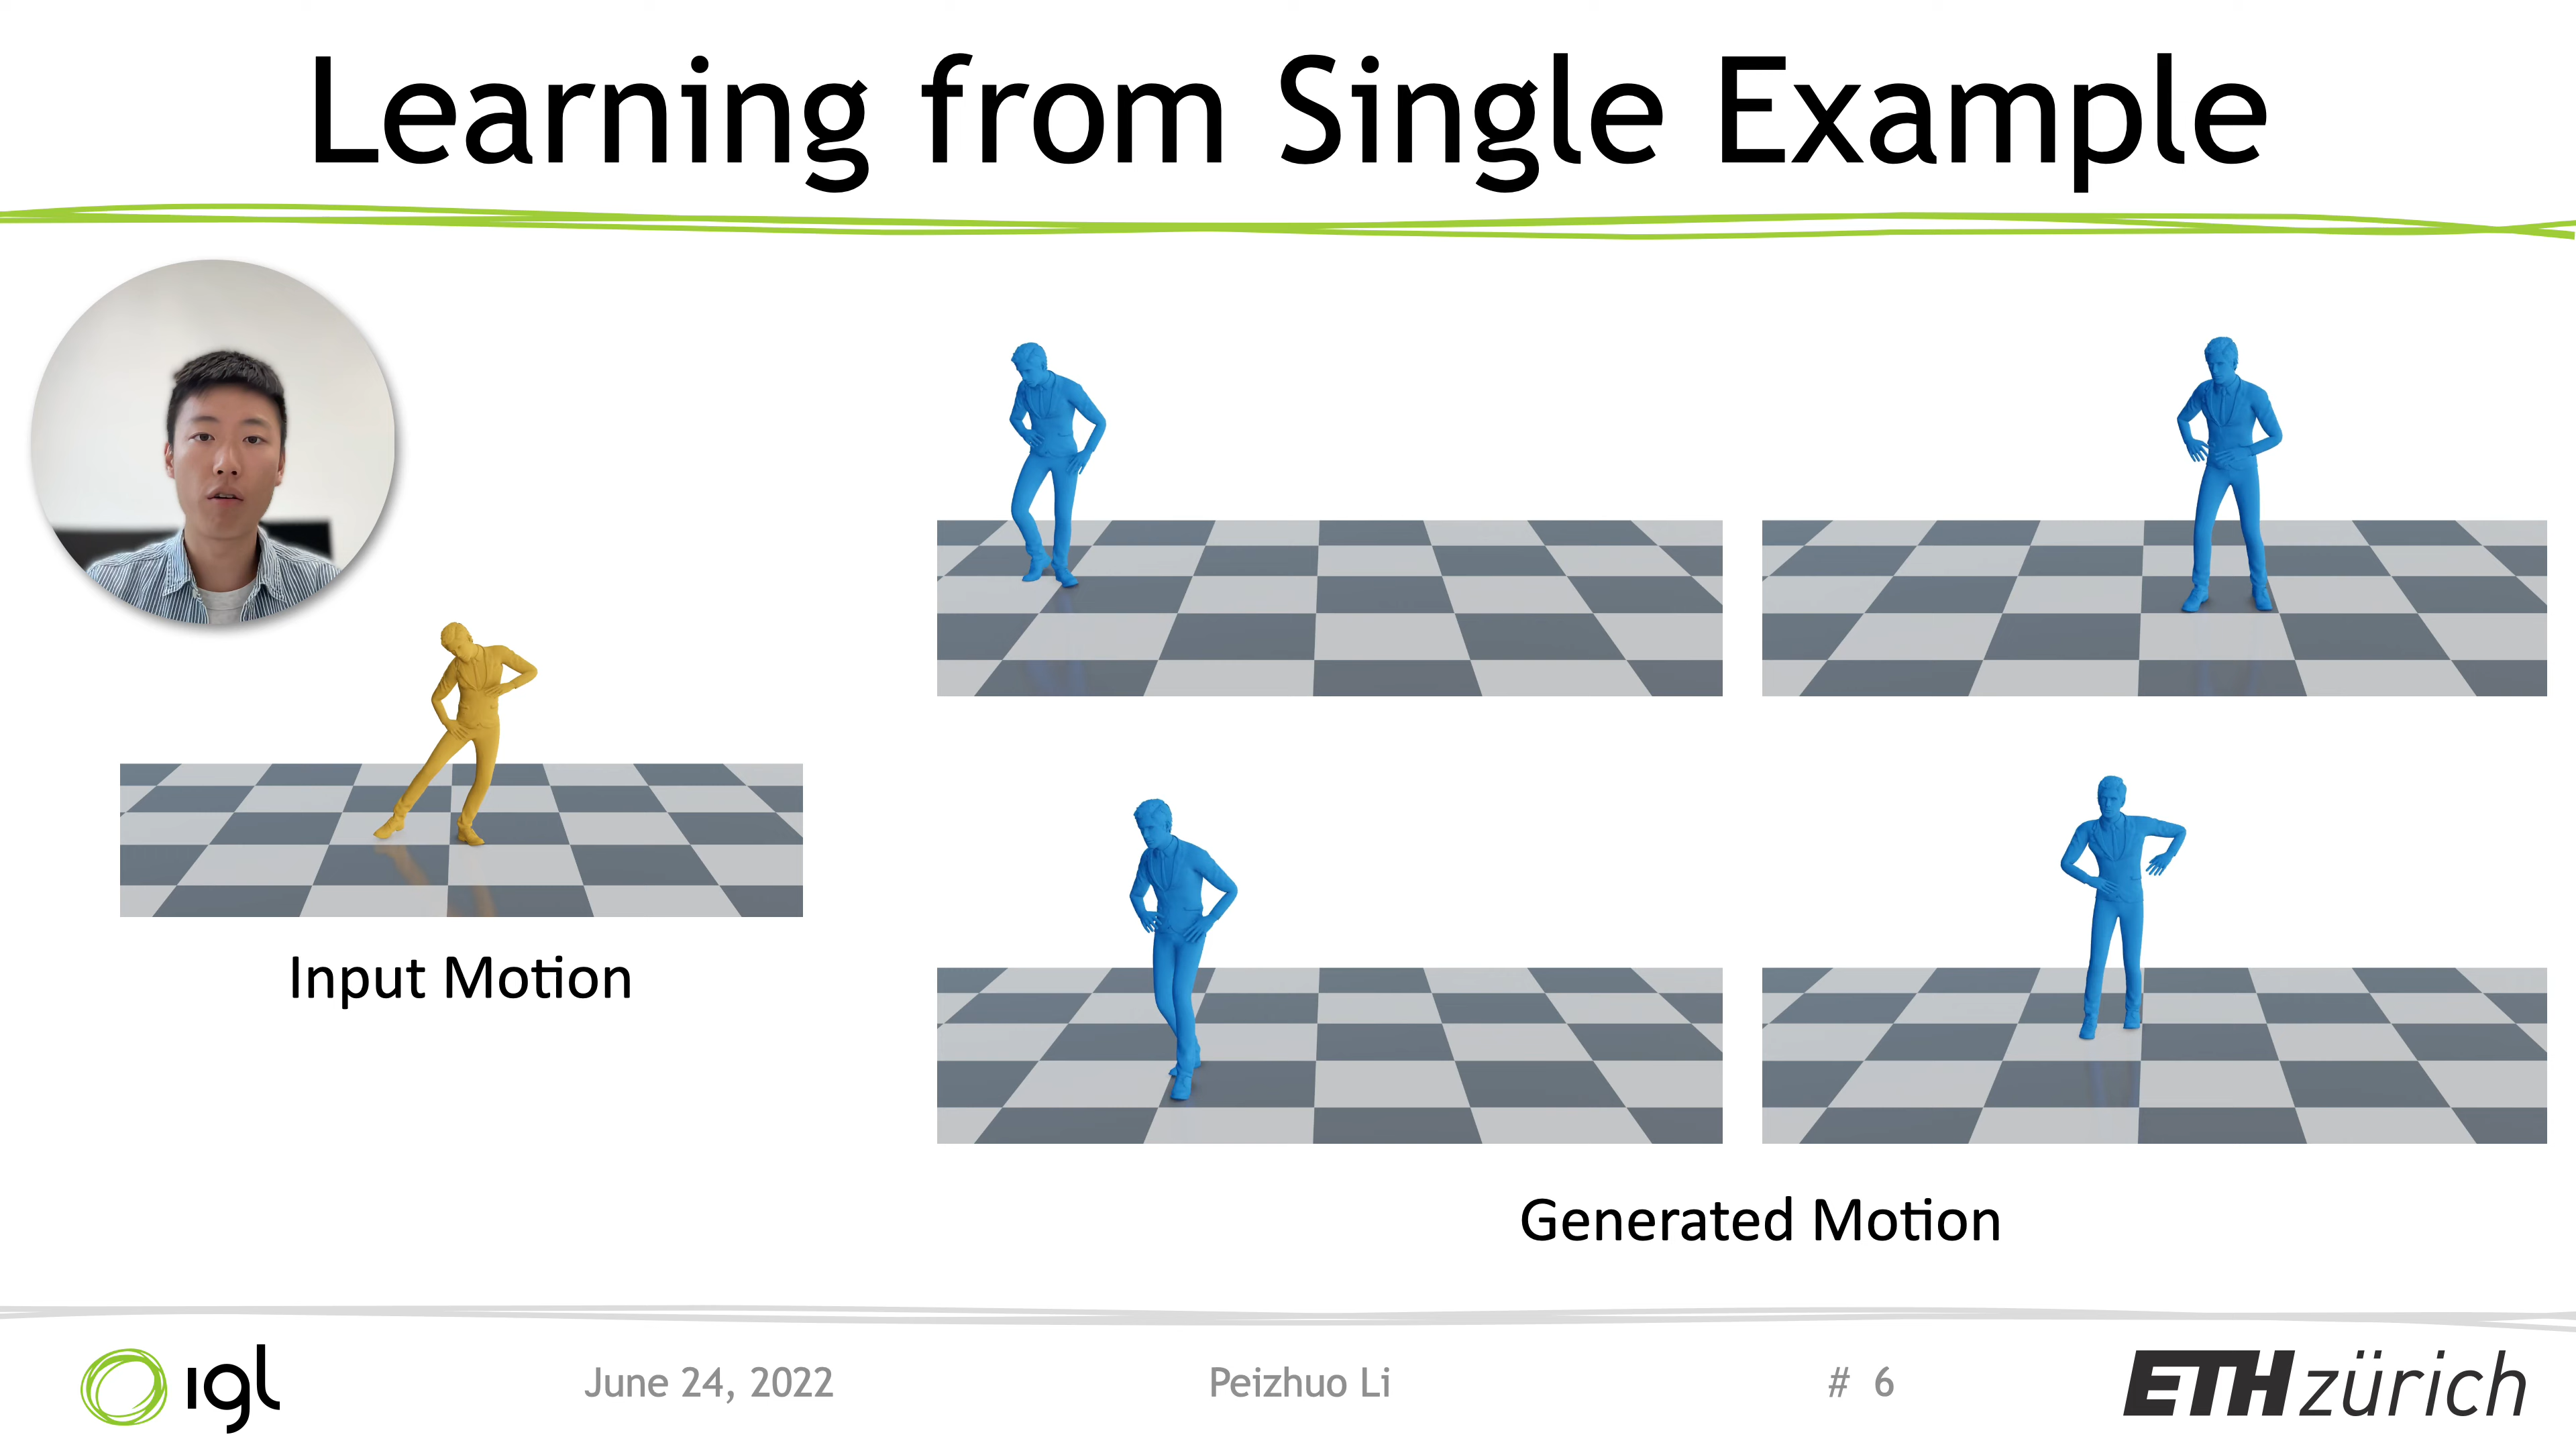 Learning from Single Example
Input Motion
Generated Motion
igl
June 24, 2022
Peizhuo Li
# 6
ETH zürich